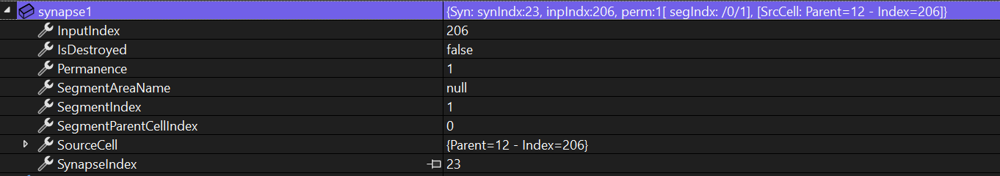 synapse1 {Syn: synIndx:23, inpIndx:206, perm:1[ segIndx: /0/1], [SrcCell: Parent=12 - Index=206]}
InputIndex 206
IsDestroyed false
Permanence 1
SegmentAreaName null
SegmentIndex 1
SegmentParentCellIndex 0
SourceCell {Parent=12 - Index=206}
SynapseIndex 23